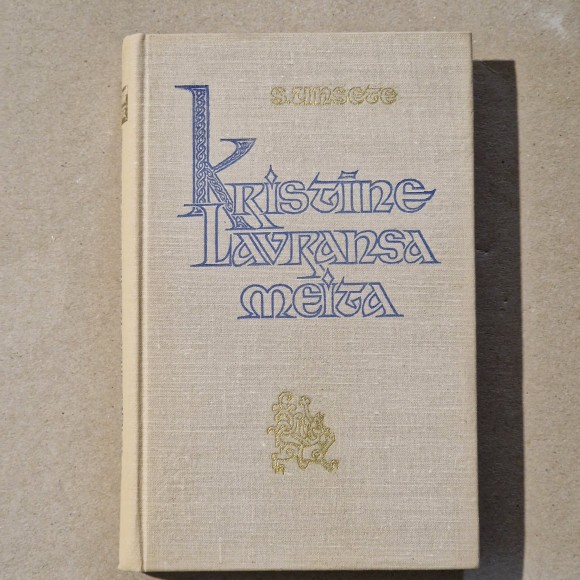 S. UNSETE
KRISTĪNE
LAVRANSA
MEITA